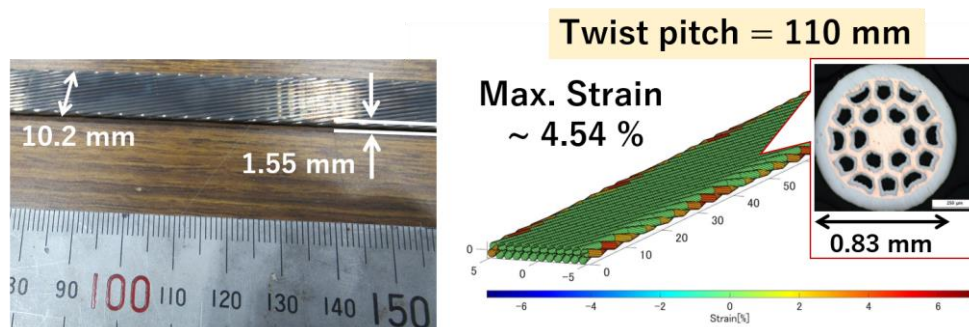 Twist pitch = 110 mm
10.2 mm
1.55 mm
80 90 100 110 120 130 140 150
Max. Strain
~ 4.54 %
0
5
0
-5
0
10
20
30
40
50
0.83 mm
-6 -4 -2 0 2 4 6
Strain[%]